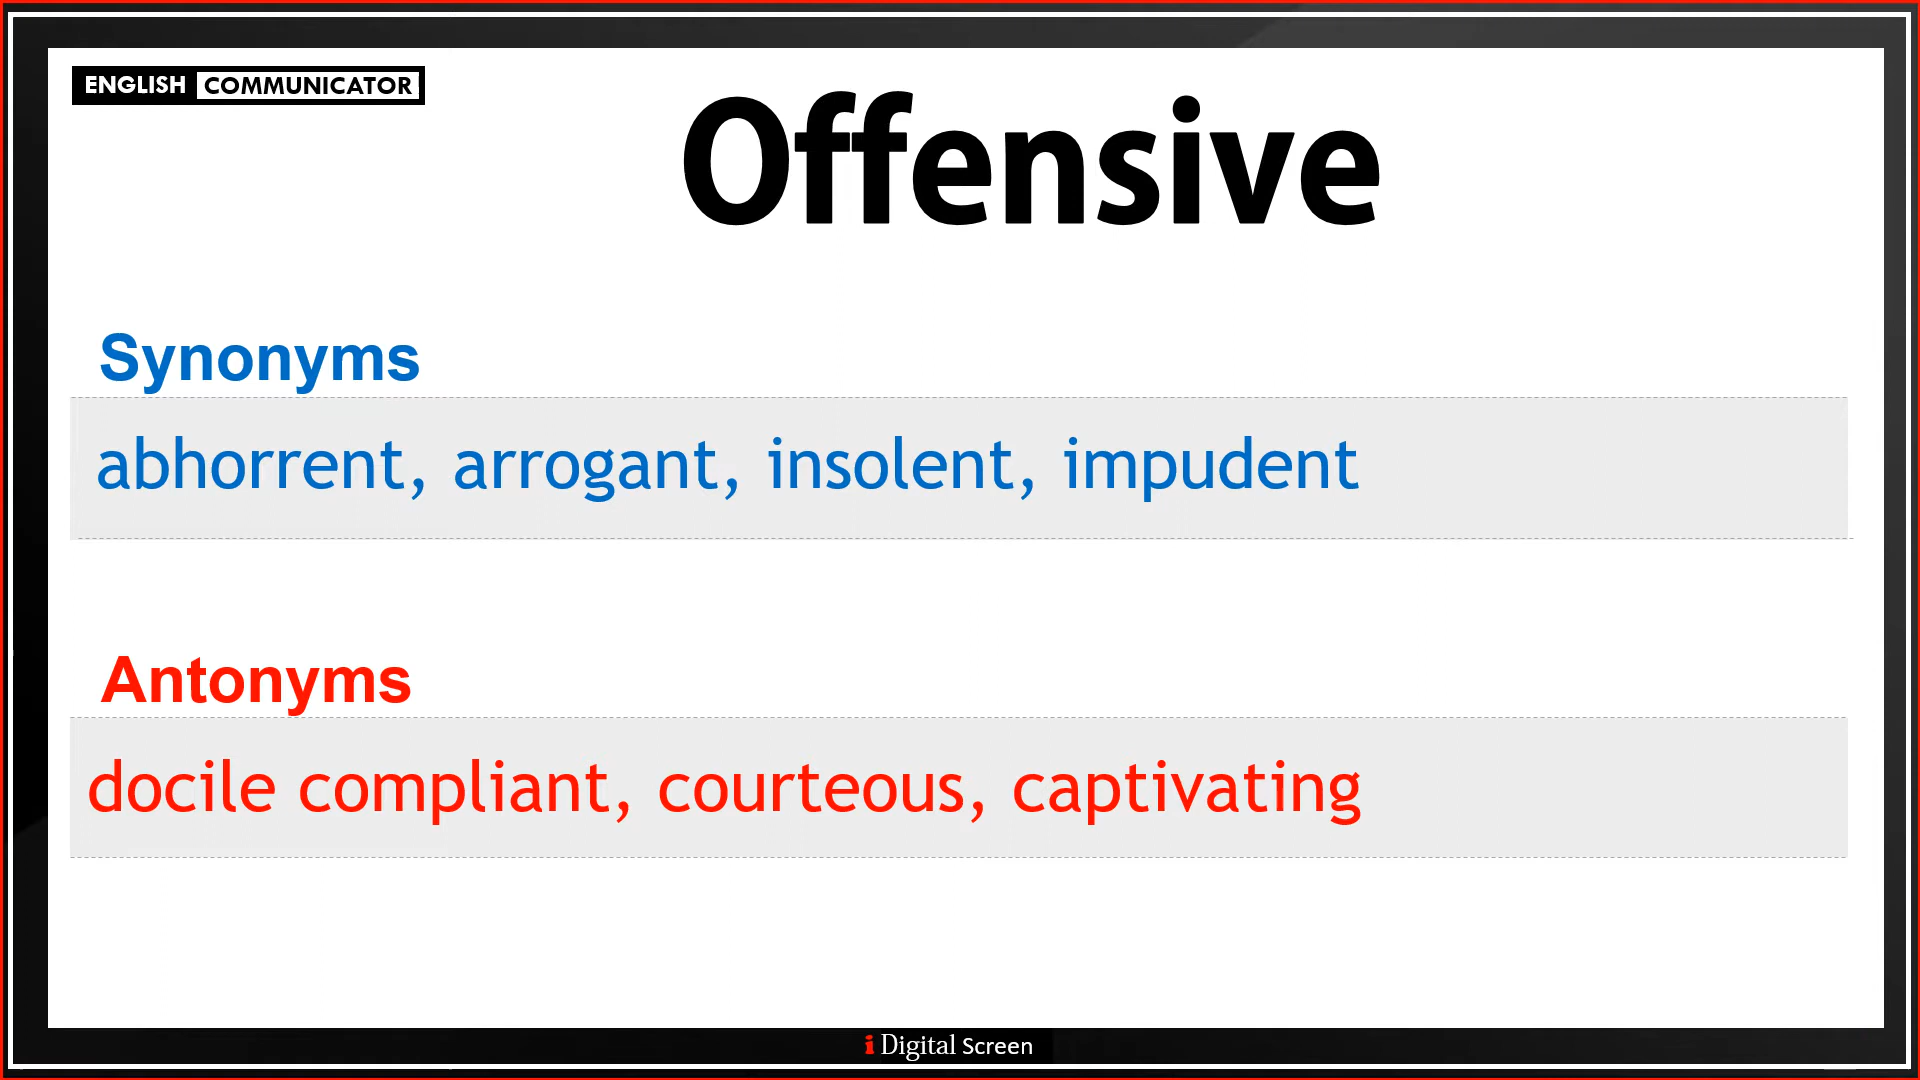 ENGLISH COMMUNICATOR
Offensive
Synonyms
abhorrent, arrogant, insolent, impudent
Antonyms
docile compliant, courteous, captivating
i Digital Screen